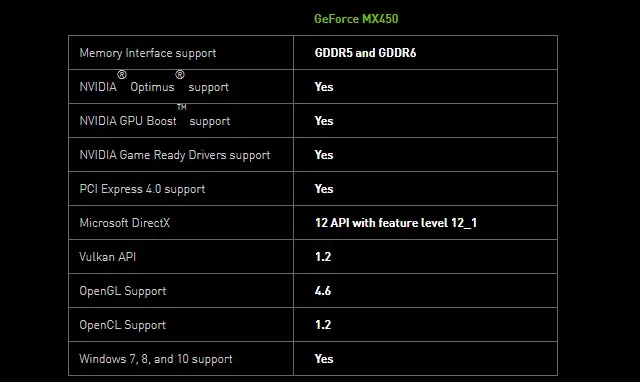 GeForce MX450
Memory Interface support GDDR5 and GDDR6
NVIDIA® Optimus® support Yes
NVIDIA GPU Boost™ support Yes
NVIDIA Game Ready Drivers support Yes
PCI Express 4.0 support Yes
Microsoft DirectX 12 API with feature level 12_1
Vulkan API 1.2
OpenGL Support 4.6
OpenCL Support 1.2
Windows 7, 8, and 10 support Yes